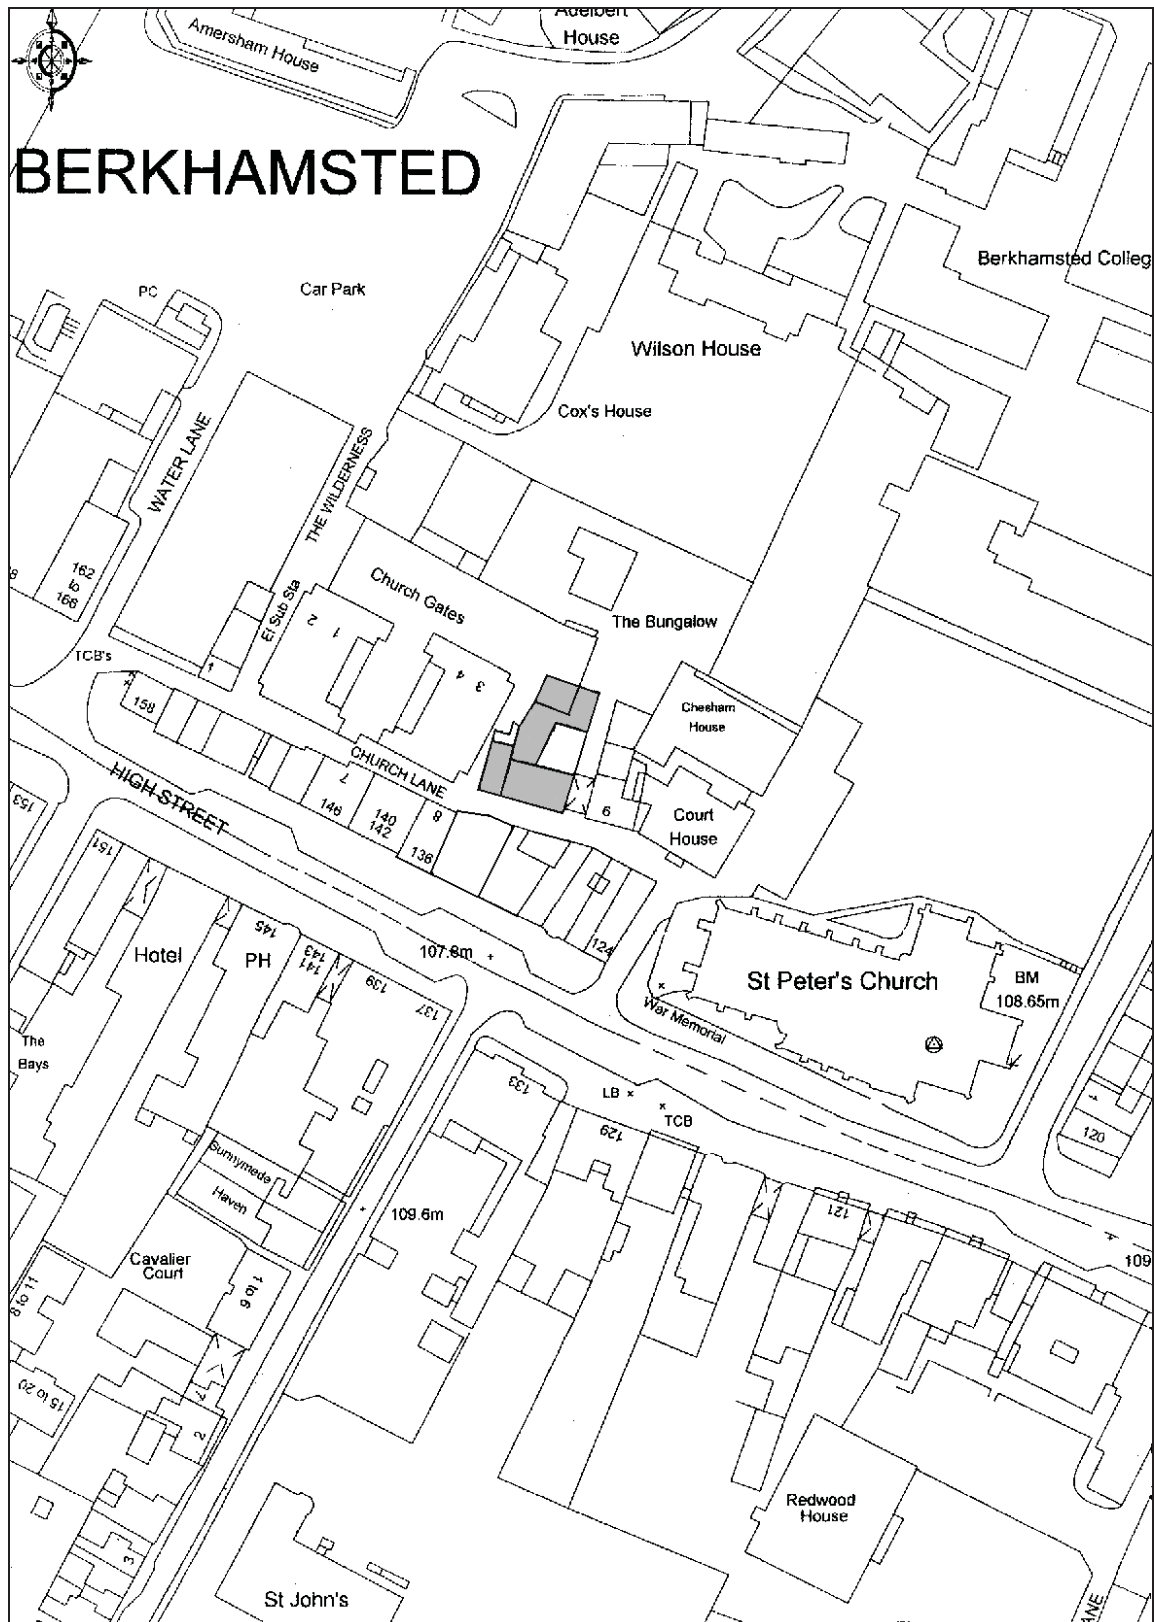 Adelbert
House
Amersham House
BERKHAMSTED
Berkhamsted Colleg
PC
Car Park
Wilson House
Cox's House
WATER LANE
THE WILDERNESS
162
to
166
8
Church Gates
El Sub Sta
2
1
The Bungalow
TCB's
1
4
3
158
Chesham
House
CHURCH LANE
7
HIGH STREET
146
140
142
8
136
6
Court
House
153
151
124
145
143
141
139
137
107.8m
Hotel
PH
St Peter's Church
BM
108.65m
War Memorial
The
Bays
133
LB
TCB
129
120
Sunnymede
Haven
109.6m
121
109
Cavalier
Court
1 to 6
8 to 11
15 to 20
1
2
3
Redwood
House
St John's
ANE